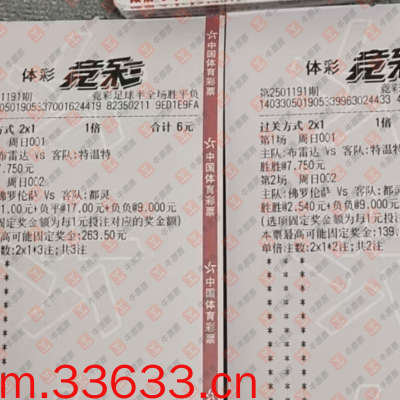 体彩 竞彩
1191期 竞彩足球半全场胜平负
82350211 9ED1E9FA
方式 2x1 1倍 合计 6元
周日001
布雷达 Vs 客队:特温特
7.750元
周日002
佛罗伦萨 Vs 客队:都灵
1.00元+负平@17.00元+负负@9.000元
固定奖金额为每1元投注对应的奖金额)
最高可能固定奖金:263.50元
数:2x1*3注;共3注
中国体育彩票
中国体育彩票
中国体育彩票
体彩 竞彩
第2501191期
过关方式 2x1 1倍
第1场 周日001
主队:布雷达 Vs 客队:特温特
胜胜@7.750元
第2场 周日002
主队:佛罗伦萨 Vs 客队:都灵
胜胜@2.540元+负负@9.000元
(选项固定奖金额为每1元投注对
本票最高可能固定奖金:139.
单倍注数:2x1*2注;共2注
m.33633.cn